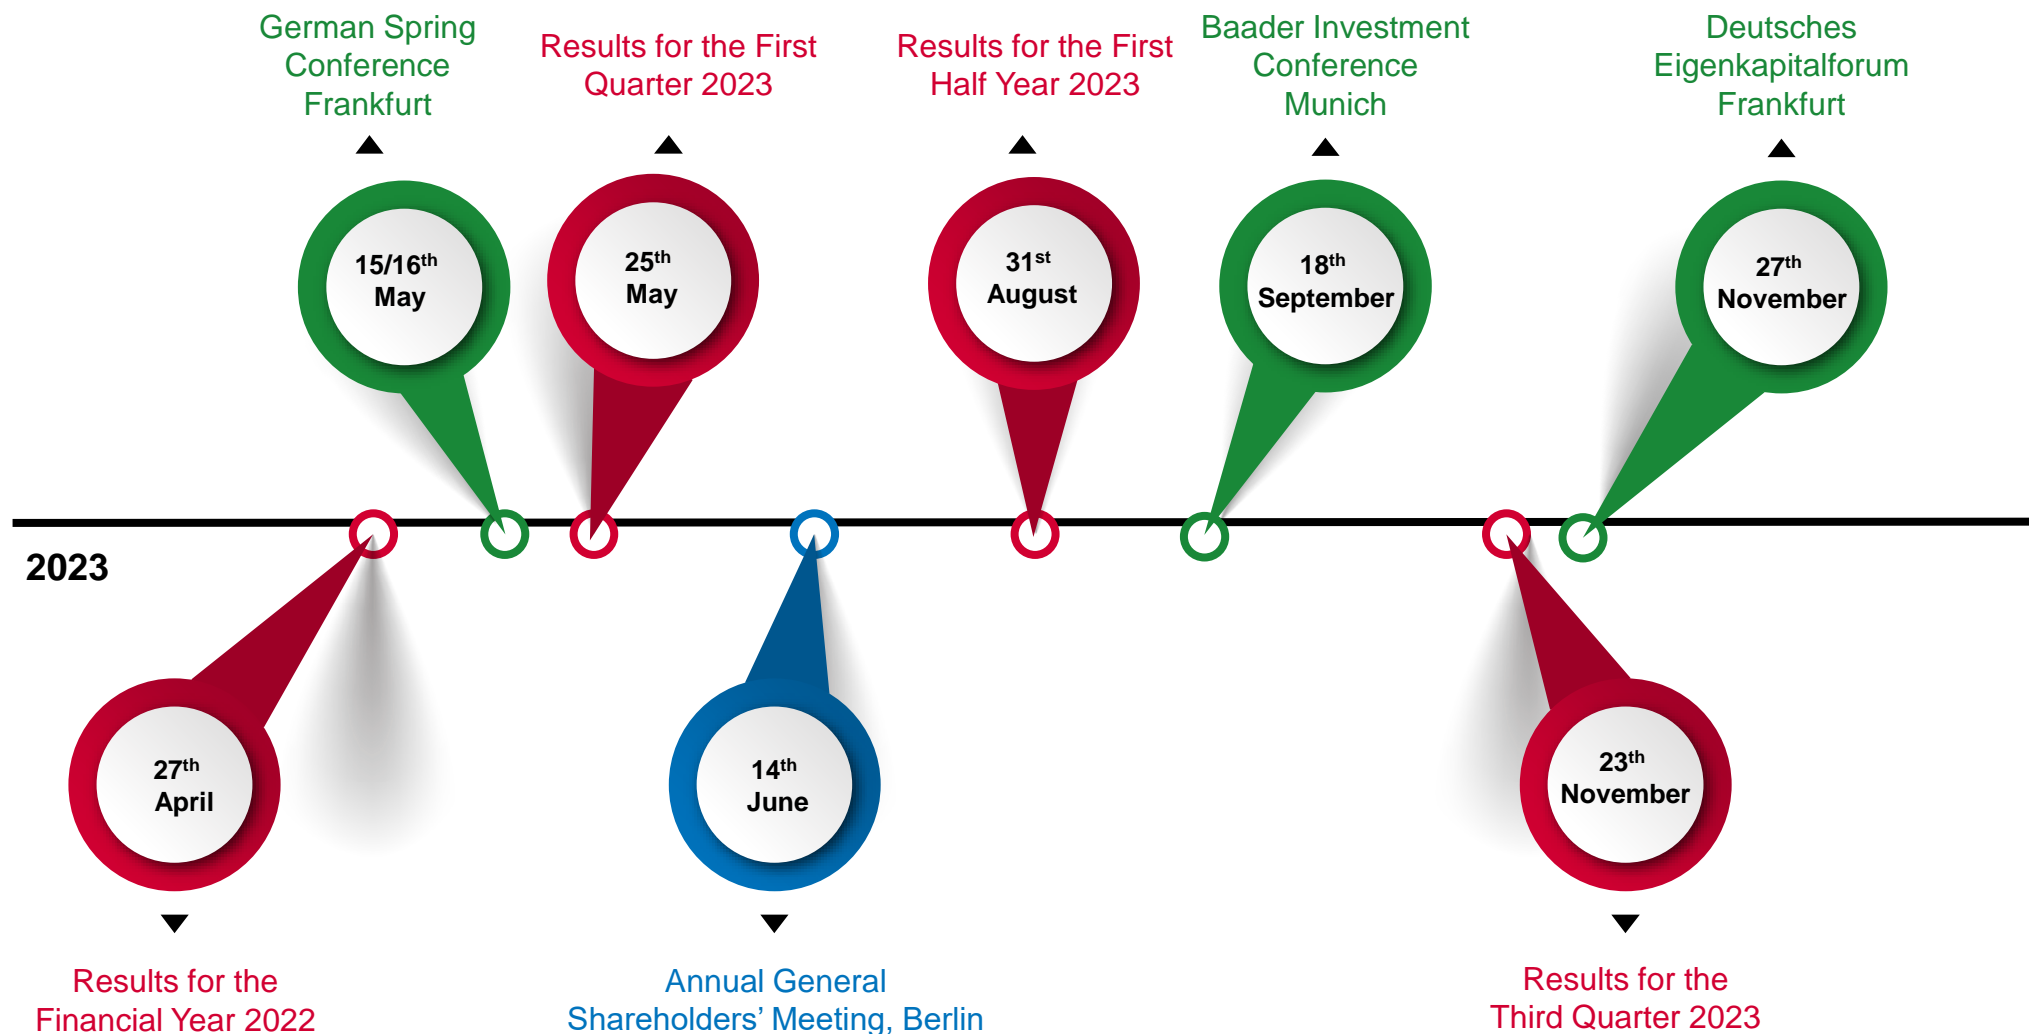 German Spring
Conference
Frankfurt
Results for the First
Quarter 2023
Results for the First
Half Year 2023
Baader Investment
Conference
Munich
Deutsches
Eigenkapitalforum
Frankfurt
15/16th
May
25th
May
31st
August
18th
September
27th
November
2023
27th
April
14th
June
23th
November
Results for the
Financial Year 2022
Annual General
Shareholders’ Meeting, Berlin
Results for the
Third Quarter 2023